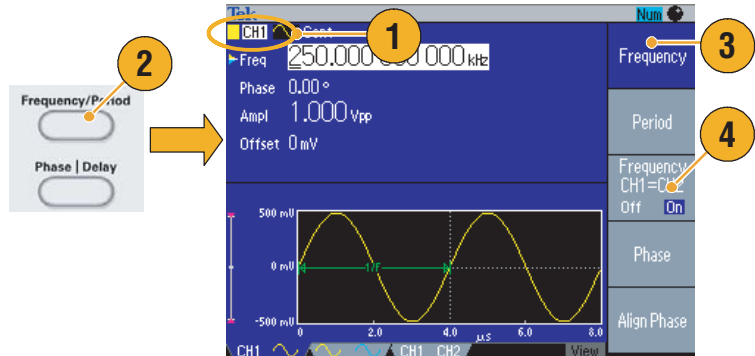 Tek
Num
CH1 Cont
Freq 250.000 000 000 kHz
Phase 0.00 °
Ampl 1.000 Vpp
Offset 0 mV
Frequency
Period
Frequency
CH1=CH2
Off On
Phase
Align Phase
1
2
3
4
Frequency/Period
Phase | Delay
500 mV
0 mV
-500 mV
1/F
0 2.0 4.0 µs 6.0 8.0
CH1 CH1 CH2 View